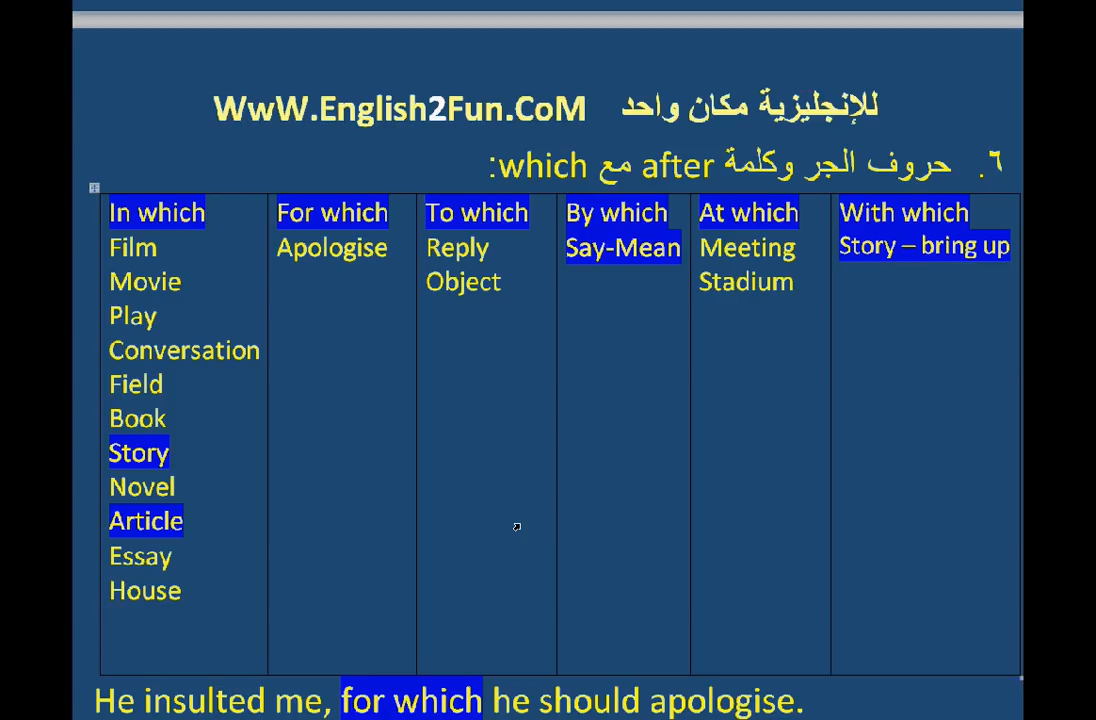 WwW.English2Fun.CoM للإنجليزية مكان واحد
٦. حروف الجر وكلمة after مع which:
In which
Film
Movie
Play
Conversation
Field
Book
Story
Novel
Article
Essay
House
For which
Apologise
To which
Reply
Object
By which
Say-Mean
At which
Meeting
Stadium
With which
Story – bring up
He insulted me, for which he should apologise.